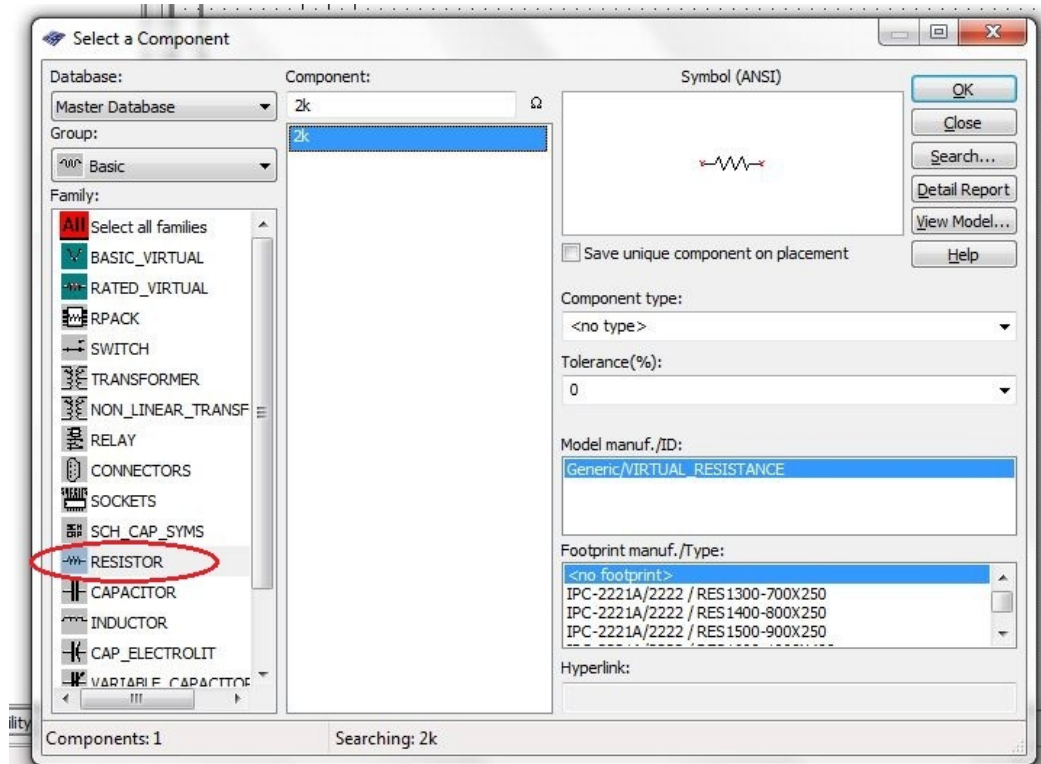 Select a Component
Database:
Master Database
Group:
Basic
Family:
All Select all families
BASIC_VIRTUAL
RATED_VIRTUAL
RPACK
SWITCH
TRANSFORMER
NON_LINEAR_TRANSF
RELAY
CONNECTORS
SOCKETS
SCH_CAP_SYMS
RESISTOR
CAPACITOR
INDUCTOR
CAP_ELECTROLIT
VARIABLE_CAPACITOR
Component:
2k Ω
2k
Symbol (ANSI)
Save unique component on placement
Component type:
<no type>
Tolerance(%):
0
Model manuf./ID:
Generic/VIRTUAL_RESISTANCE
Footprint manuf./Type:
<no footprint>
IPC-2221A/2222 / RES1300-700X250
IPC-2221A/2222 / RES1400-800X250
IPC-2221A/2222 / RES1500-900X250
Hyperlink:
OK
Close
Search...
Detail Report
View Model...
Help
ility
Components: 1
Searching: 2k